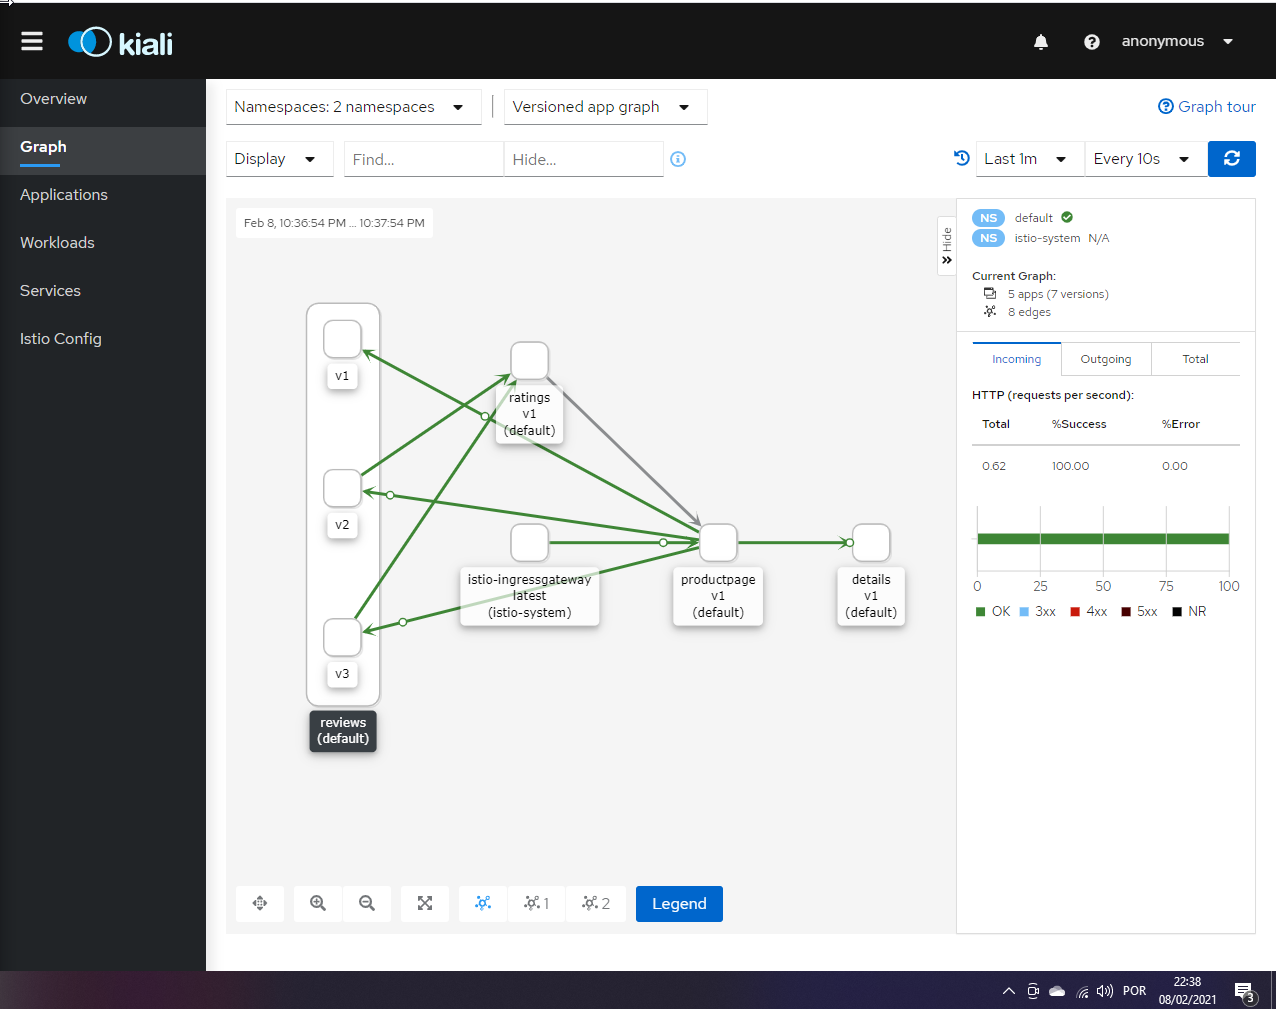 kiali
anonymous
Overview
Graph
Applications
Workloads
Services
Istio Config
Namespaces: 2 namespaces
Versioned app graph
Graph tour
Display
Find...
Hide...
Last 1m
Every 10s
Feb 8, 10:36:54 PM ... 10:37:54 PM
Hide
v1
v2
v3
reviews
(default)
ratings
v1
(default)
istio-ingressgateway
latest
(istio-system)
productpage
v1
(default)
details
v1
(default)
NS default
NS istio-system N/A
Current Graph:
5 apps (7 versions)
8 edges
Incoming Outgoing Total
HTTP (requests per second):
Total %Success %Error
0.62 100.00 0.00
0 25 50 75 100
OK 3xx 4xx 5xx NR
1
2
Legend
POR
22:38
08/02/2021
3